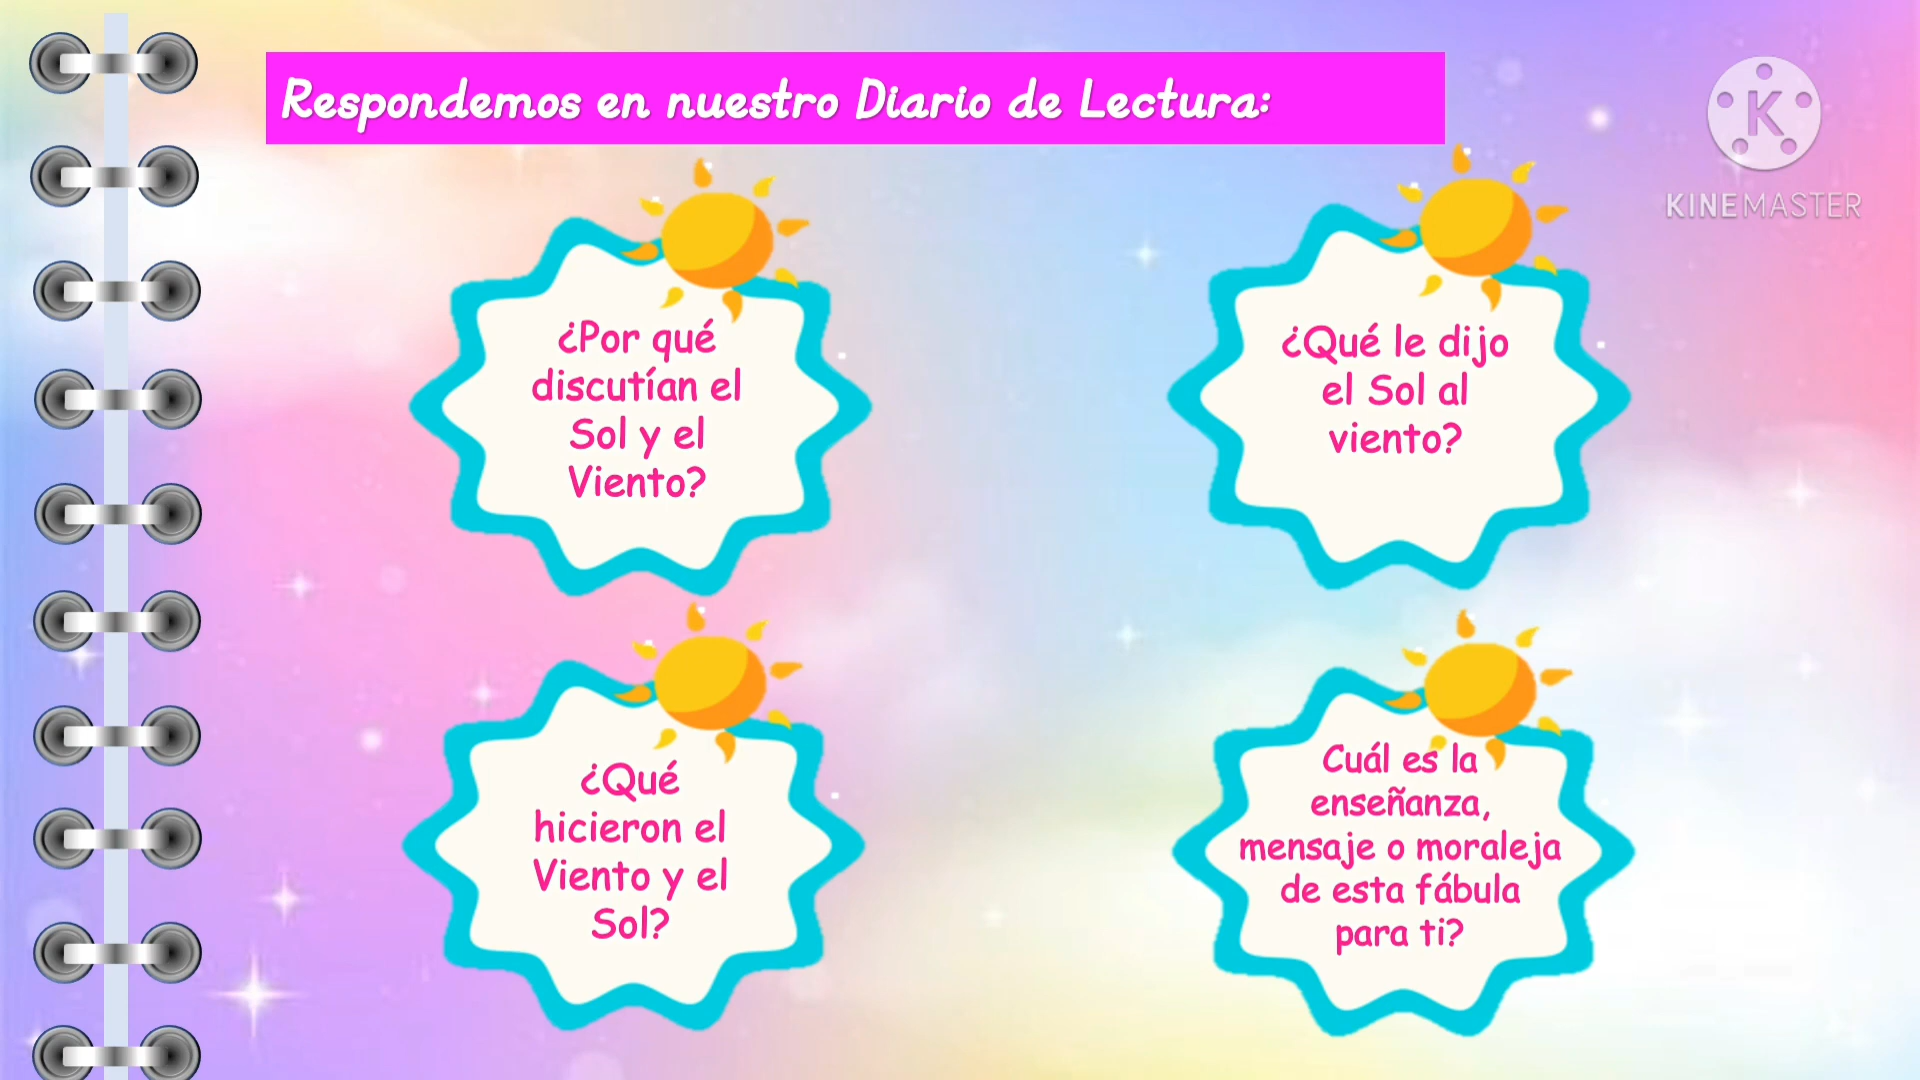 Respondemos en nuestro Diario de Lectura:
K
KINEMASTER
¿Por qué
discutían el
Sol y el
Viento?
¿Qué le dijo
el Sol al
viento?
¿Qué
hicieron el
Viento y el
Sol?
Cuál es la
enseñanza,
mensaje o moraleja
de esta fábula
para ti?